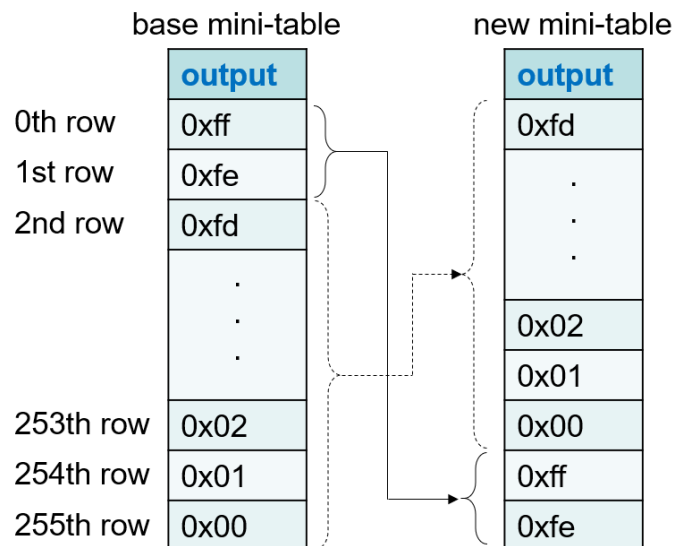 base mini-table
new mini-table
output
output
0th row
0xff
0xfd
1st row
0xfe
.
.
.
2nd row
0xfd
.
.
.
0x02
0x01
253th row
0x02
0x00
254th row
0x01
0xff
255th row
0x00
0xfe